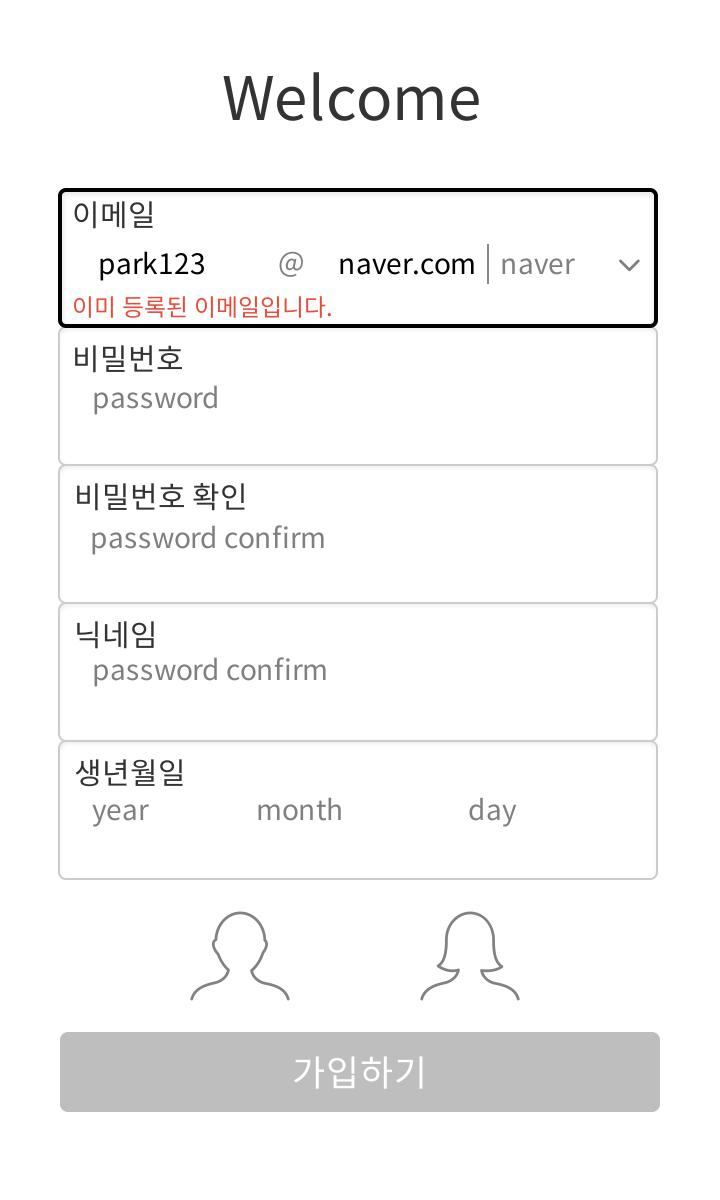 Welcome
이메일
park123 @ naver.com naver
이미 등록된 이메일입니다.
비밀번호
password
비밀번호 확인
password confirm
닉네임
password confirm
생년월일
year month day
가입하기